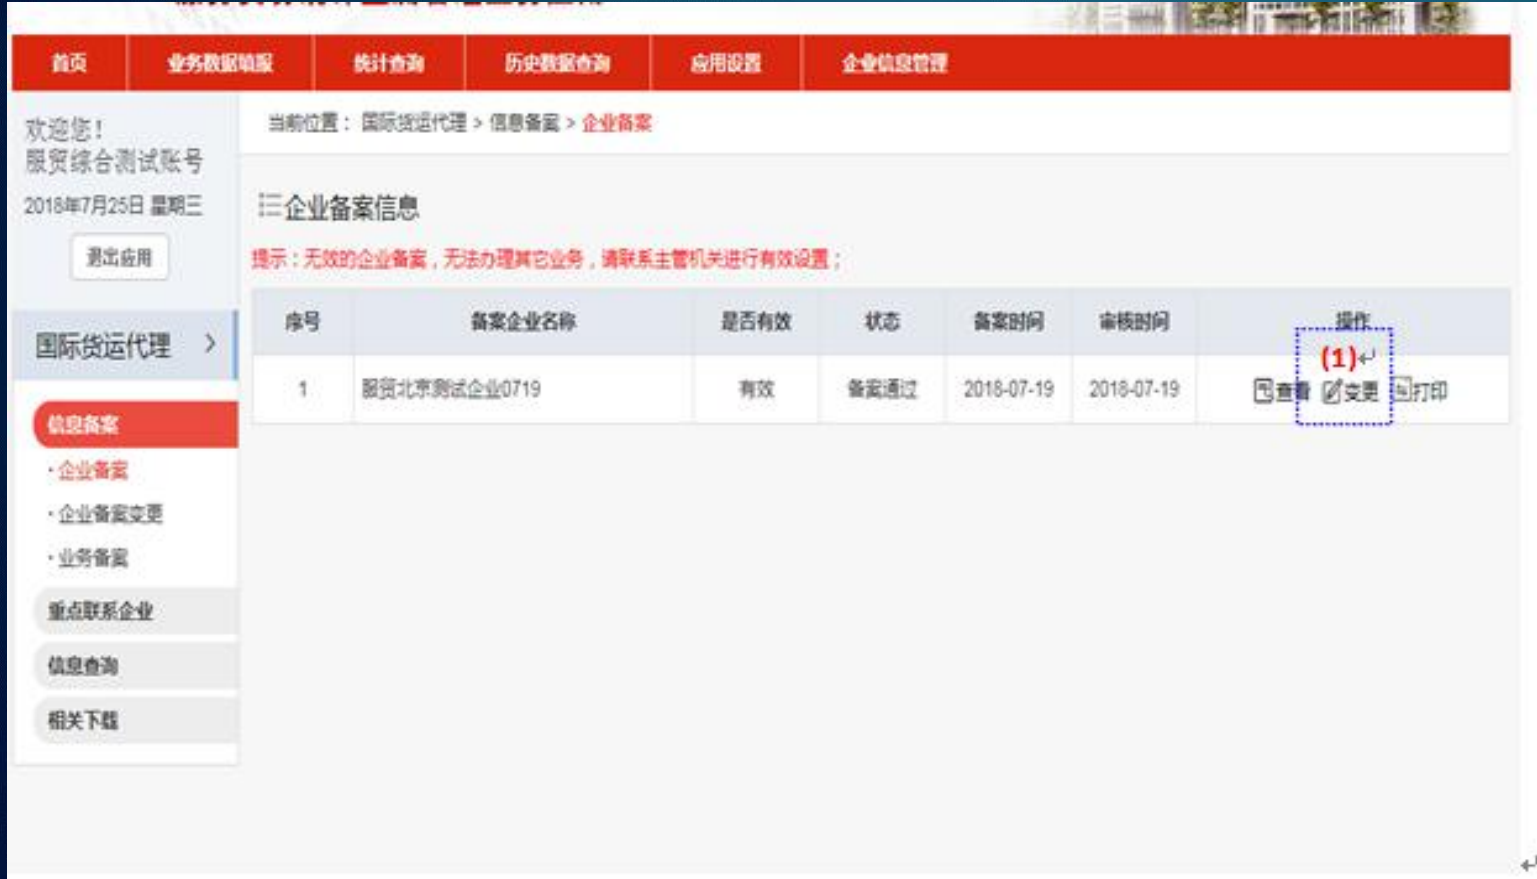 首页 业务数据填报 统计查询 历史数据查询 应用设置 企业信息管理
欢迎您！
服贸综合测试账号
2018年7月25日 星期三
退出应用
国际货运代理 >
信息备案
·企业备案
·企业备案变更
·业务备案
重点联系企业
信息查询
相关下载
当前位置： 国际货运代理 > 信息备案 > 企业备案
企业备案信息
提示：无效的企业备案，无法办理其它业务，请联系主管机关进行有效设置；
序号 备案企业名称 是否有效 状态 备案时间 审核时间 操作
(1)↵
1 服贸北京测试企业0719 有效 备案通过 2018-07-19 2018-07-19 查看 变更 打印
↵